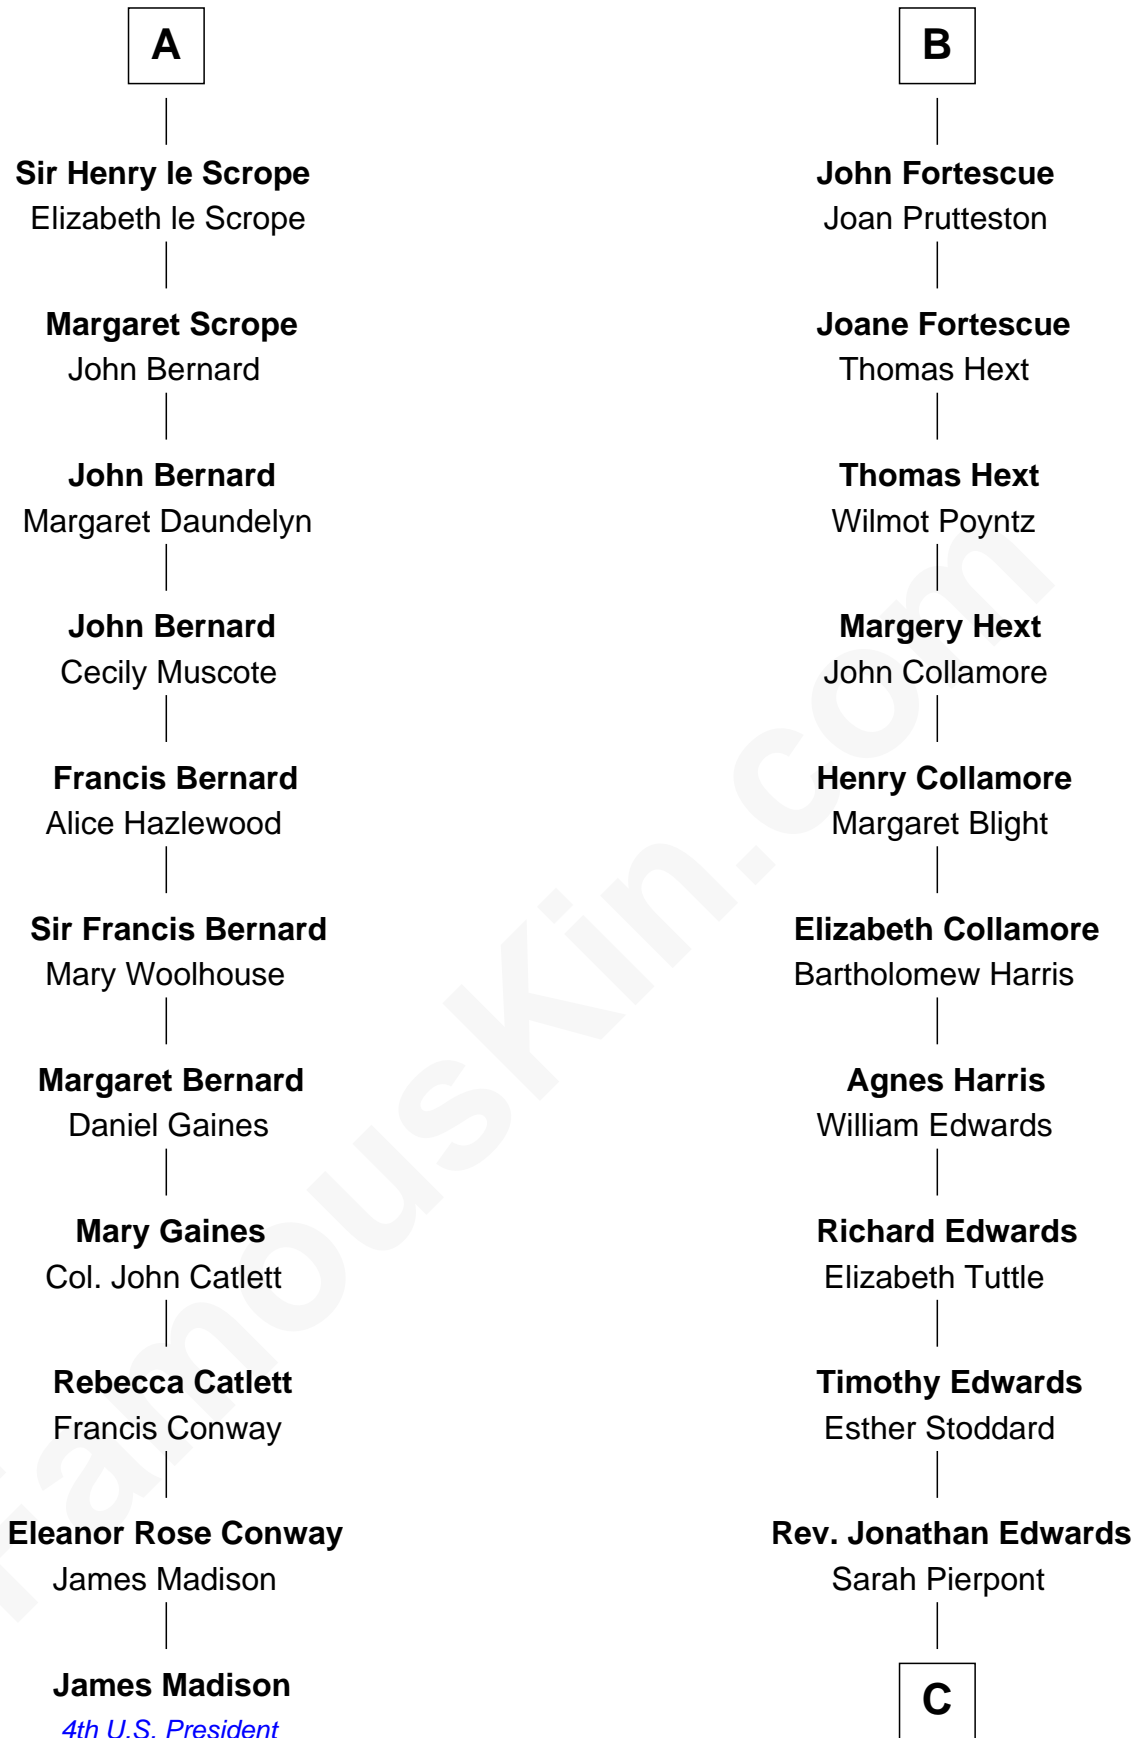 A
Sir Henry le Scrope
Elizabeth le Scrope
Margaret Scrope
John Bernard
John Bernard
Margaret Daundelyn
John Bernard
Cecily Muscote
Francis Bernard
Alice Hazlewood
Sir Francis Bernard
Mary Woolhouse
Margaret Bernard
Daniel Gaines
Mary Gaines
Col. John Catlett
Rebecca Catlett
Francis Conway
Eleanor Rose Conway
James Madison
James Madison
4th U.S. President
B
John Fortescue
Joan Prutteston
Joane Fortescue
Thomas Hext
Thomas Hext
Wilmot Poyntz
Margery Hext
John Collamore
Henry Collamore
Margaret Blight
Elizabeth Collamore
Bartholomew Harris
Agnes Harris
William Edwards
Richard Edwards
Elizabeth Tuttle
Timothy Edwards
Esther Stoddard
Rev. Jonathan Edwards
Sarah Pierpont
C
FamousKin.com